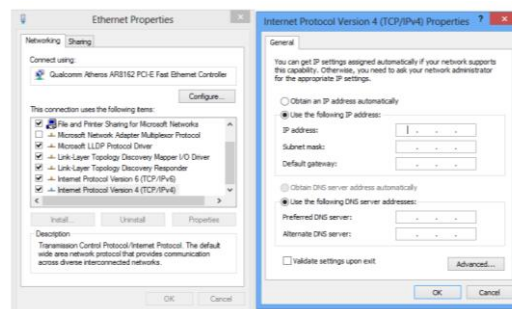 Ethernet Properties
Networking Sharing
Connect using:
Qualcomm Atheros AR8162 PCI-E Fast Ethernet Controller
Configure...
This connection uses the following items:
File and Printer Sharing for Microsoft Networks
Microsoft Network Adapter Multiplexor Protocol
Microsoft LLDP Protocol Driver
Link-Layer Topology Discovery Mapper I/O Driver
Link-Layer Topology Discovery Responder
Internet Protocol Version 6 (TCP/IPv6)
Internet Protocol Version 4 (TCP/IPv4)
Install... Uninstall Properties
Description
Transmission Control Protocol/Internet Protocol. The default
wide area network protocol that provides communication
across diverse interconnected networks.
OK Cancel
Internet Protocol Version 4 (TCP/IPv4) Properties
General
You can get IP settings assigned automatically if your network supports
this capability. Otherwise, you need to ask your network administrator
for the appropriate IP settings.
Obtain an IP address automatically
Use the following IP address:
IP address:
Subnet mask:
Default gateway:
Obtain DNS server address automatically
Use the following DNS server addresses:
Preferred DNS server:
Alternate DNS server:
Validate settings upon exit
Advanced...
OK Cancel